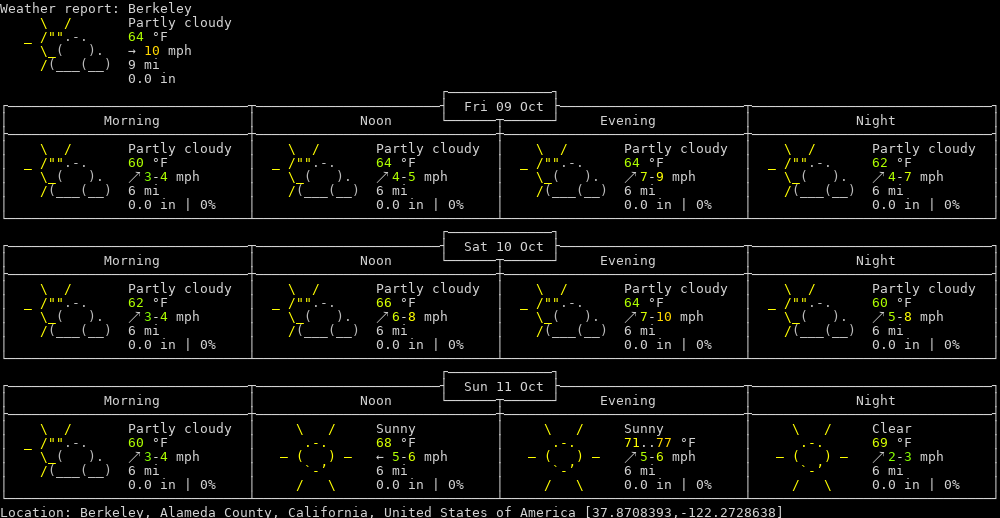 Weather report: Berkeley
Partly cloudy
64 °F
→ 10 mph
9 mi
0.0 in
Fri 09 Oct
Morning Noon Evening Night
Partly cloudy Partly cloudy Partly cloudy Partly cloudy
60 °F 64 °F 64 °F 62 °F
↗ 3-4 mph ↗ 4-5 mph ↗ 7-9 mph ↗ 4-7 mph
6 mi 6 mi 6 mi 6 mi
0.0 in | 0% 0.0 in | 0% 0.0 in | 0% 0.0 in | 0%
Sat 10 Oct
Morning Noon Evening Night
Partly cloudy Partly cloudy Partly cloudy Partly cloudy
62 °F 66 °F 64 °F 60 °F
↗ 3-4 mph ↗ 6-8 mph ↗ 7-10 mph ↗ 5-8 mph
6 mi 6 mi 6 mi 6 mi
0.0 in | 0% 0.0 in | 0% 0.0 in | 0% 0.0 in | 0%
Sun 11 Oct
Morning Noon Evening Night
Partly cloudy Sunny Sunny Clear
60 °F 68 °F 71..77 °F 69 °F
↗ 3-4 mph ← 5-6 mph ↗ 5-6 mph ↗ 2-3 mph
6 mi 6 mi 6 mi 6 mi
0.0 in | 0% 0.0 in | 0% 0.0 in | 0% 0.0 in | 0%
Location: Berkeley, Alameda County, California, United States of America [37.8708393,-122.2728638]